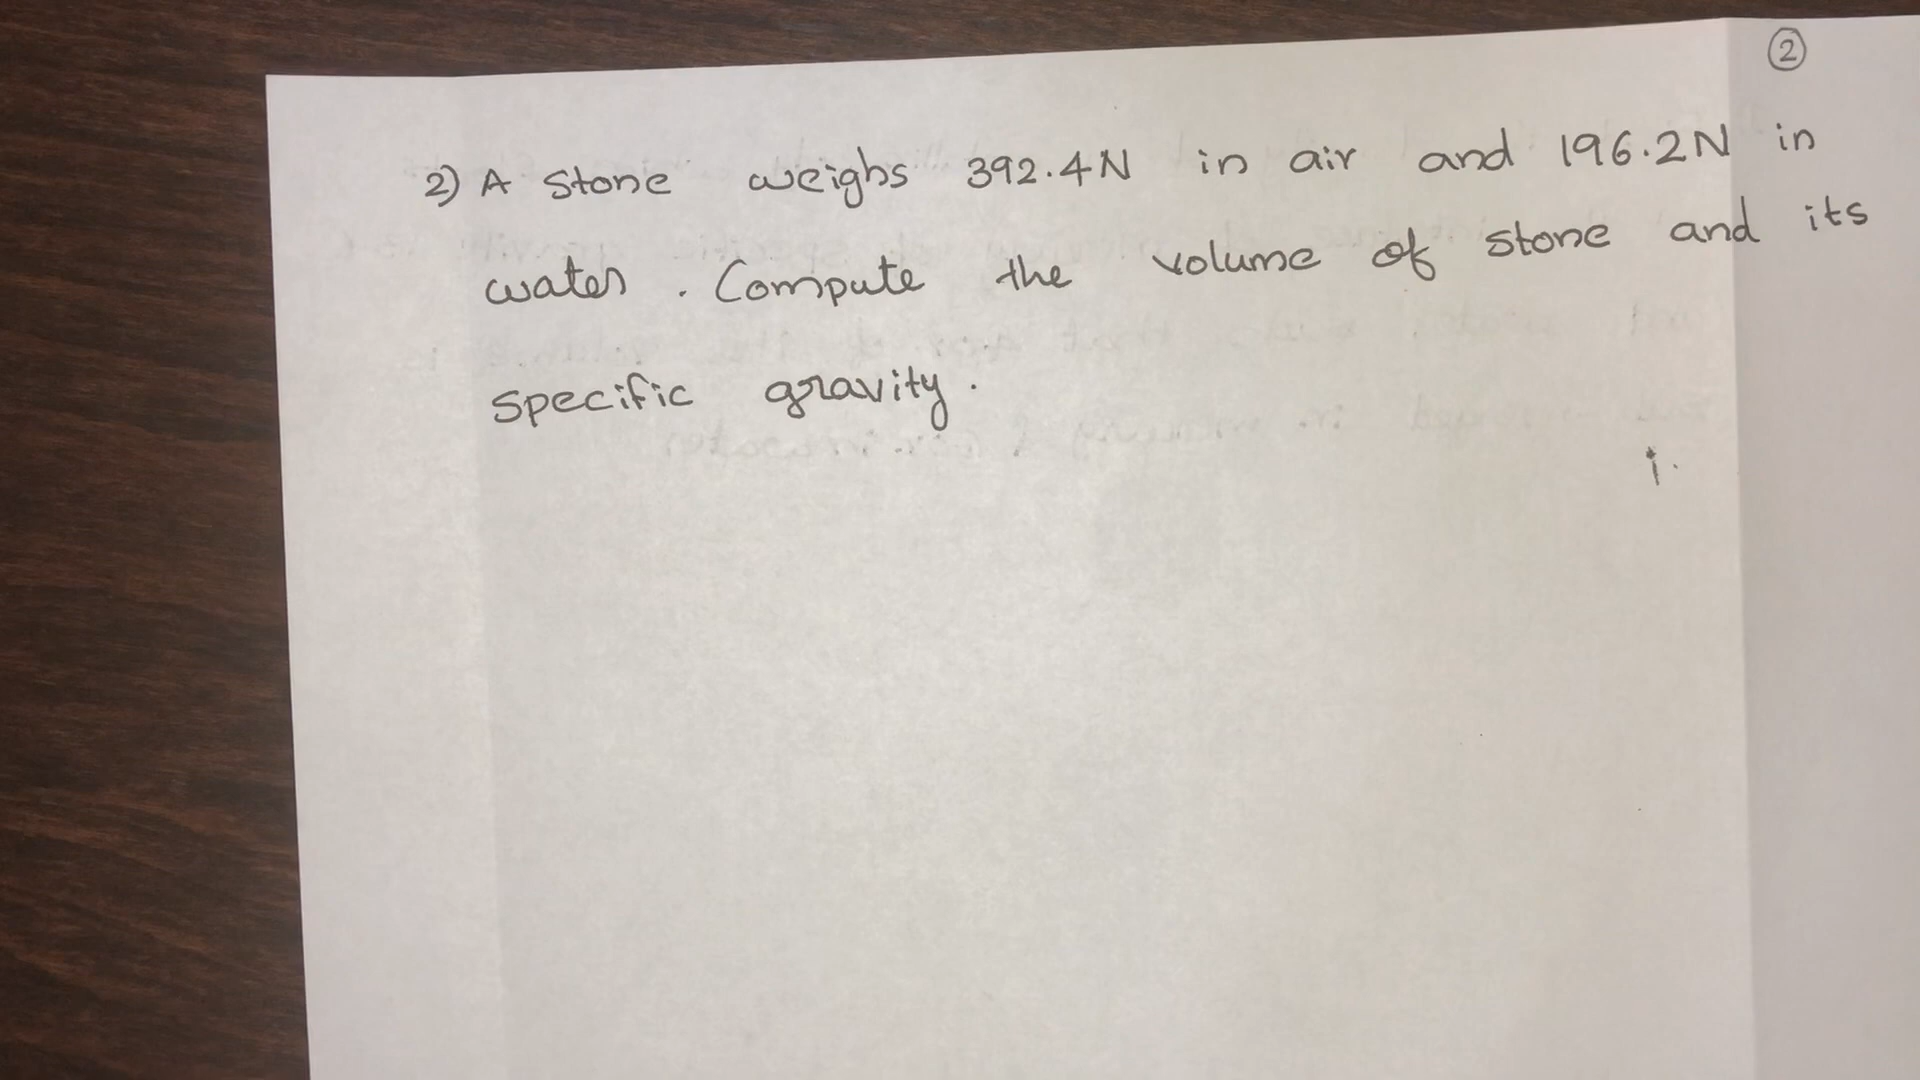 2
2) A stone weighs 392.4N in air and 196.2N in
water. Compute the volume of stone and its
specific gravity.